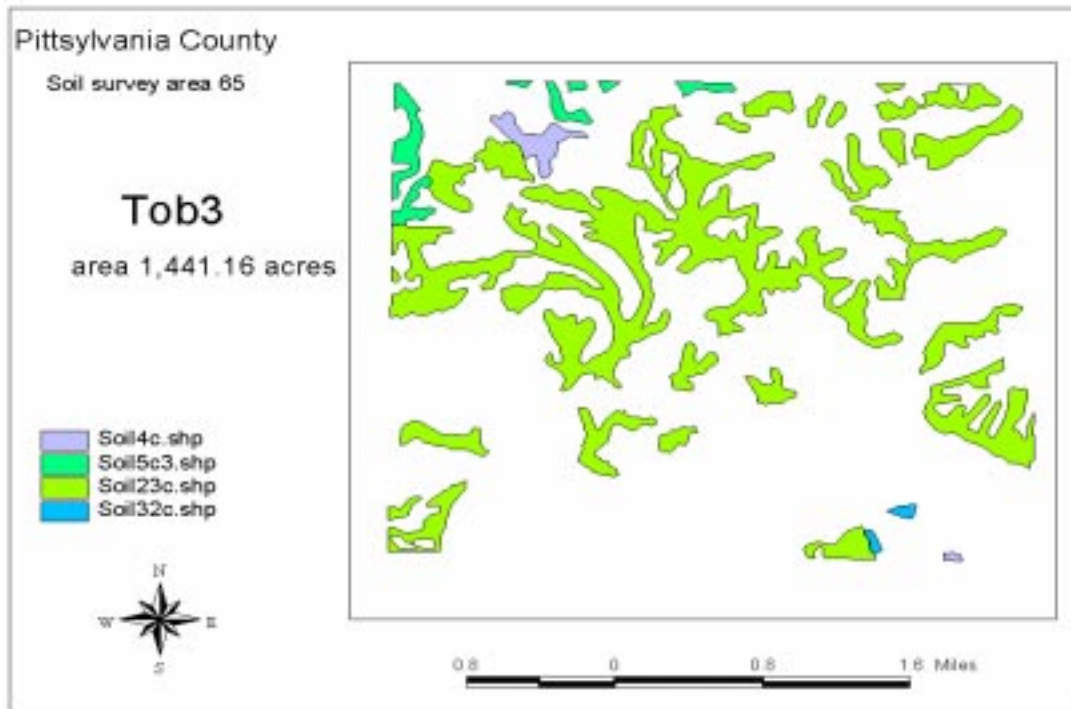 Pittsylvania County
Soil survey area 65
Tob3
area 1,441.16 acres
Soil4c.shp
Soil5c3.shp
Soil23c.shp
Soil32c.shp
N
W E
S
0.8 0 0.8 1.6 Miles